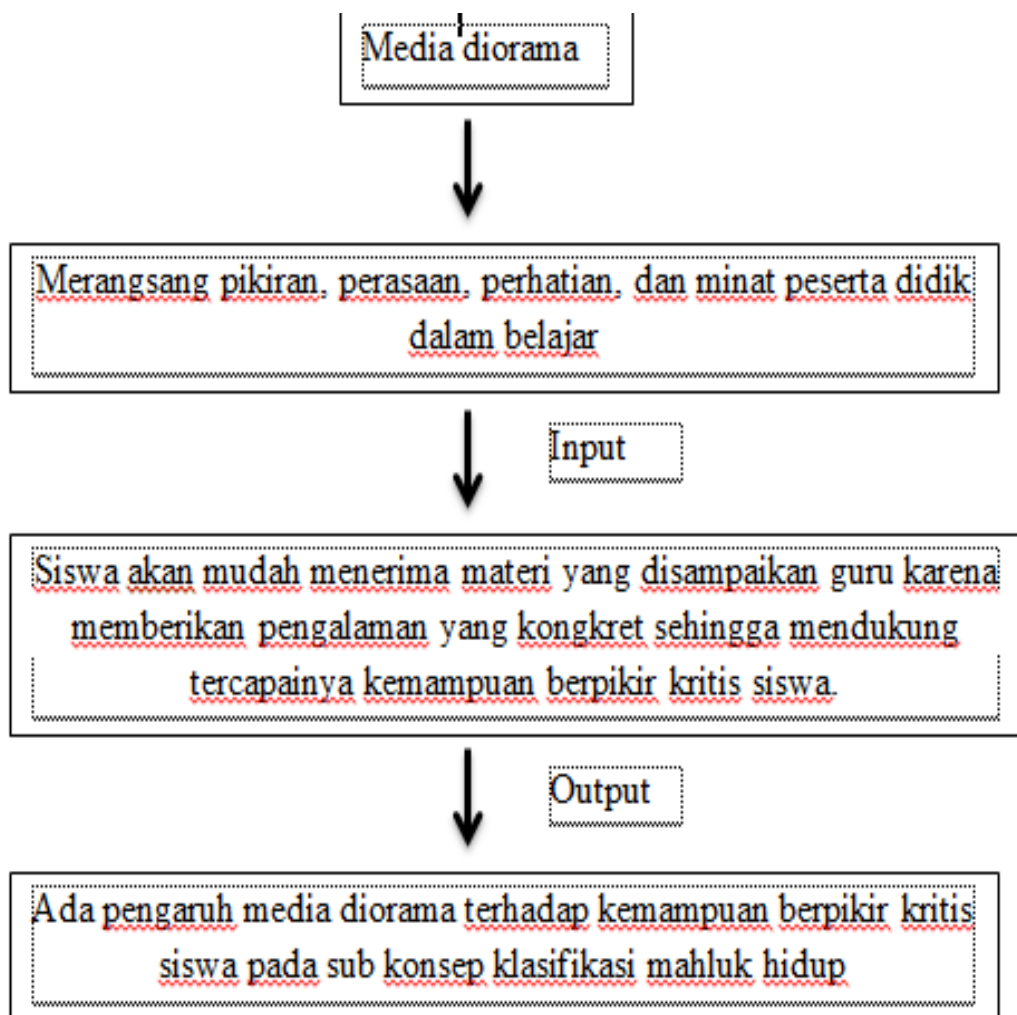 Media diorama
Merangsang pikiran, perasaan, perhatian, dan minat peserta didik
dalam belajar
Input
Siswa akan mudah menerima materi yang disampaikan guru karena
memberikan pengalaman yang kongkret sehingga mendukung
tercapainya kemampuan berpikir kritis siswa.
Output
Ada pengaruh media diorama terhadap kemampuan berpikir kritis
siswa pada sub konsep klasifikasi mahluk hidup